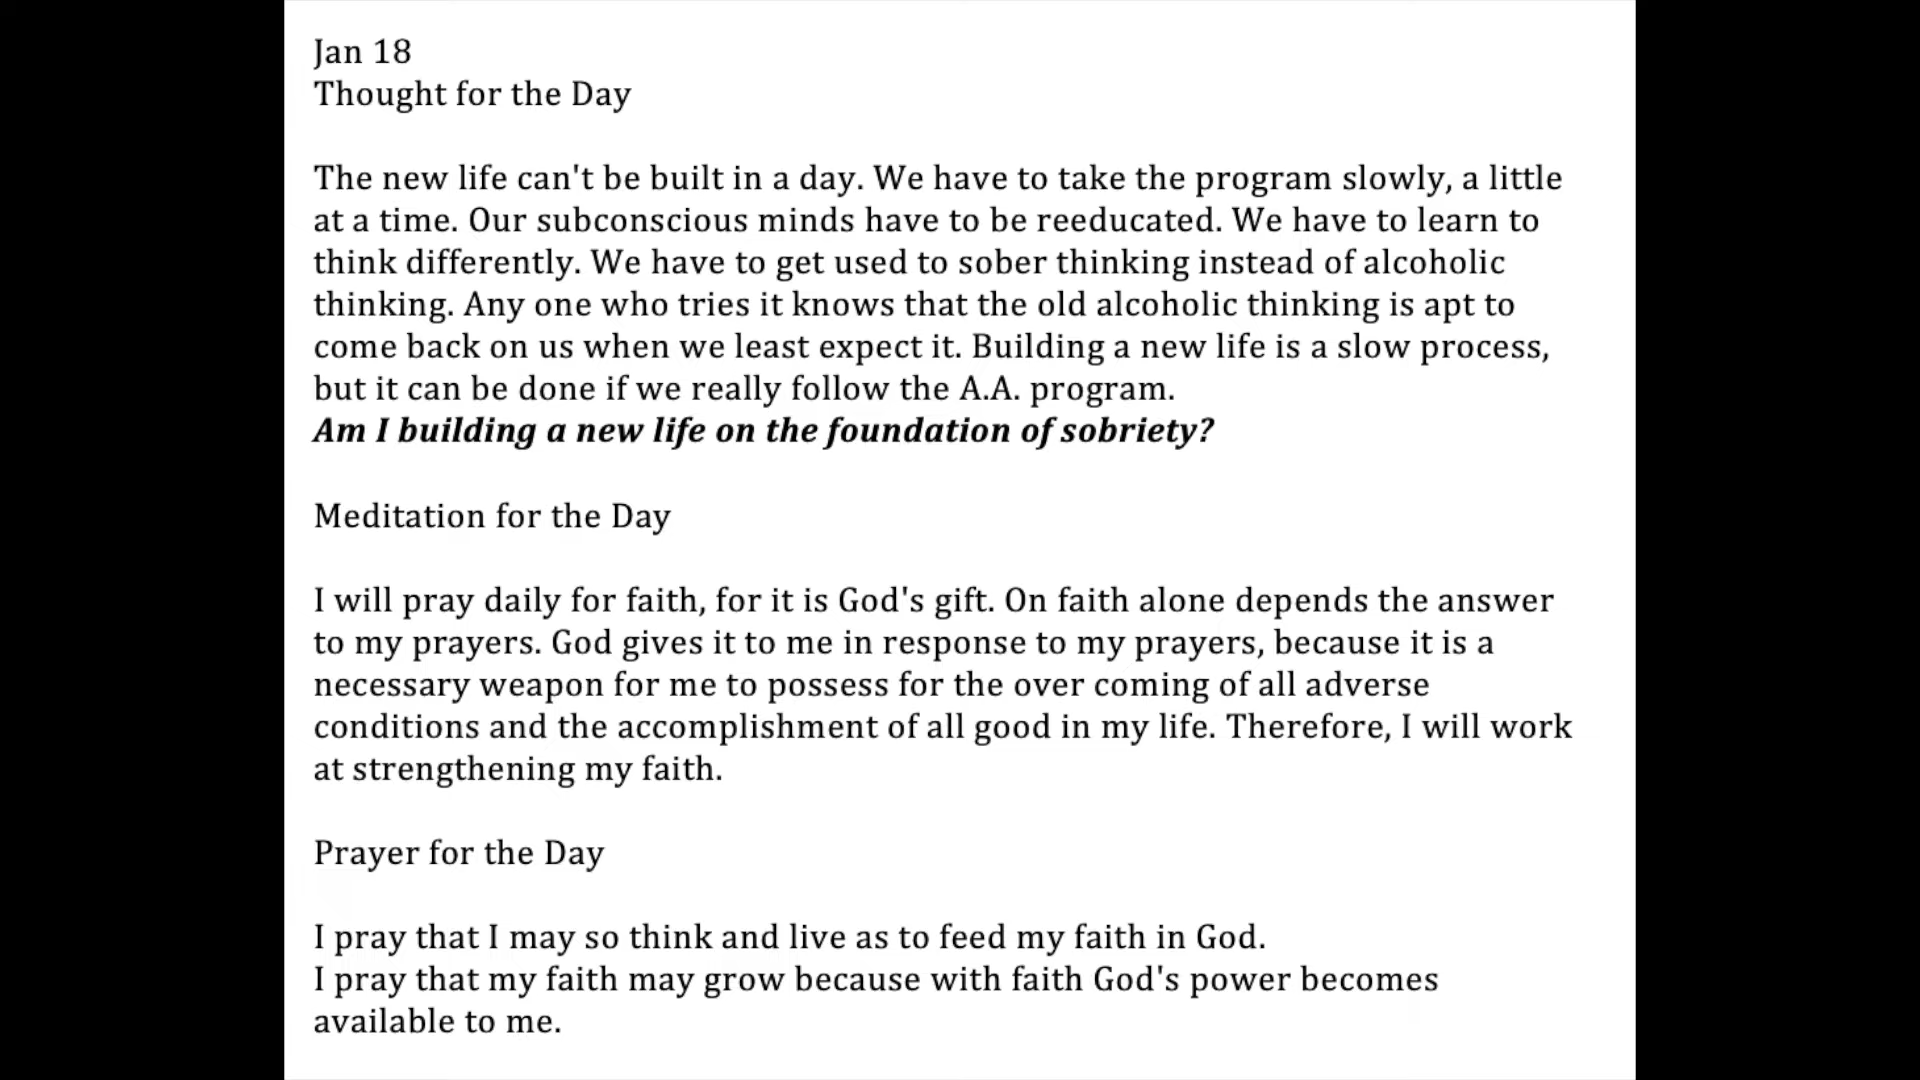 Jan 18
Thought for the Day
The new life can't be built in a day. We have to take the program slowly, a little
at a time. Our subconscious minds have to be reeducated. We have to learn to
think differently. We have to get used to sober thinking instead of alcoholic
thinking. Any one who tries it knows that the old alcoholic thinking is apt to
come back on us when we least expect it. Building a new life is a slow process,
but it can be done if we really follow the A.A. program.
Am I building a new life on the foundation of sobriety?
Meditation for the Day
I will pray daily for faith, for it is God's gift. On faith alone depends the answer
to my prayers. God gives it to me in response to my prayers, because it is a
necessary weapon for me to possess for the over coming of all adverse
conditions and the accomplishment of all good in my life. Therefore, I will work
at strengthening my faith.
Prayer for the Day
I pray that I may so think and live as to feed my faith in God.
I pray that my faith may grow because with faith God's power becomes
available to me.